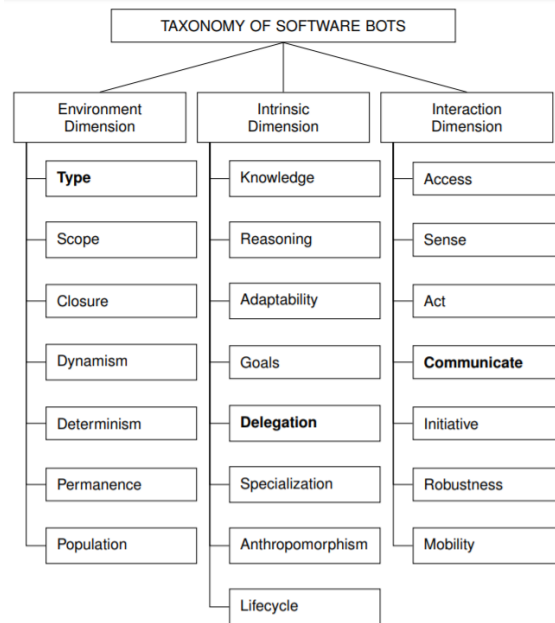 TAXONOMY OF SOFTWARE BOTS
Environment
Dimension
Type
Scope
Closure
Dynamism
Determinism
Permanence
Population
Intrinsic
Dimension
Knowledge
Reasoning
Adaptability
Goals
Delegation
Specialization
Anthropomorphism
Lifecycle
Interaction
Dimension
Access
Sense
Act
Communicate
Initiative
Robustness
Mobility